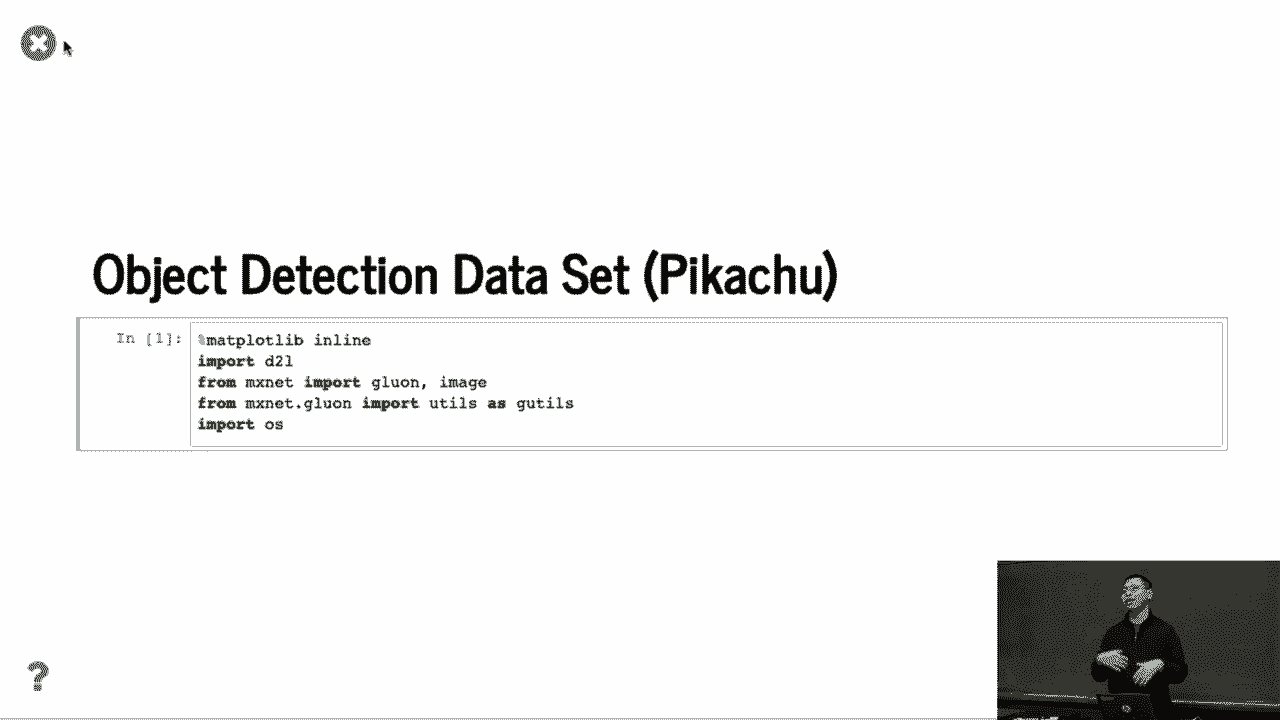 Object Detection Data Set (Pikachu)
In [1]:
%matplotlib inline
import d2l
from mxnet import gluon, image
from mxnet.gluon import utils as gutils
import os
?